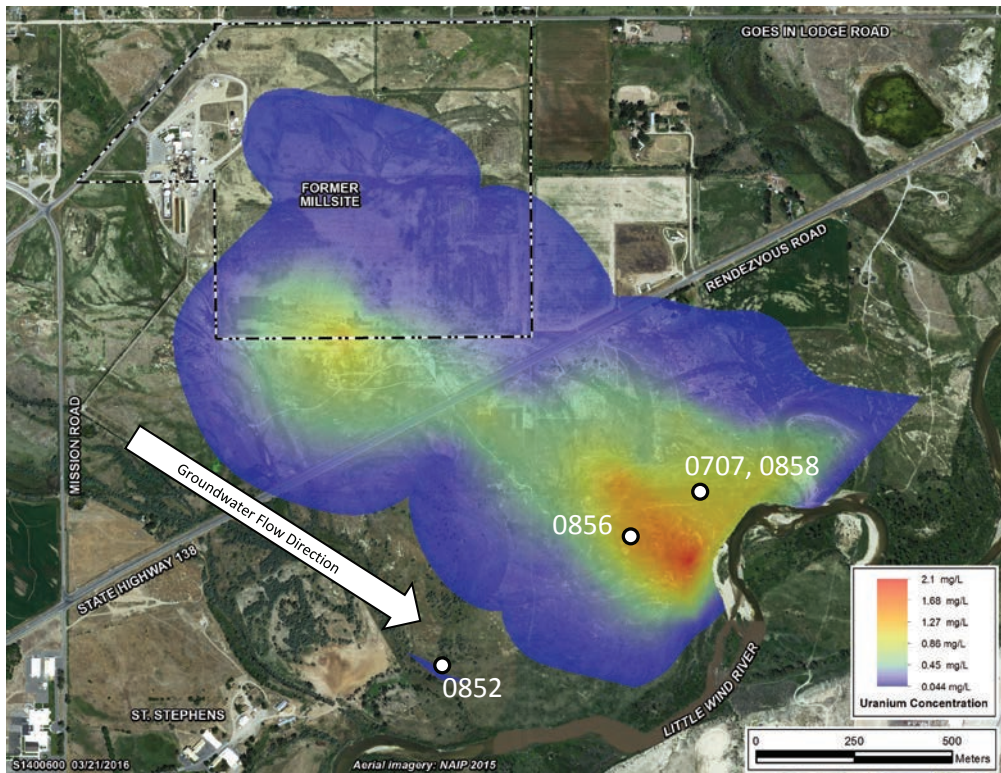 GOES IN LODGE ROAD
FORMER
MILLSITE
RENDEZVOUS ROAD
MISSION ROAD
Groundwater Flow Direction
0707, 0858
0856
STATE HIGHWAY 138
0852
ST. STEPHENS
LITTLE WIND RIVER
2.1 mg/L
1.68 mg/L
1.27 mg/L
0.86 mg/L
0.45 mg/L
0.044 mg/L
Uranium Concentration
0 250 500
Meters
S1400600 03/21/2016
Aerial imagery: NAIP 2015